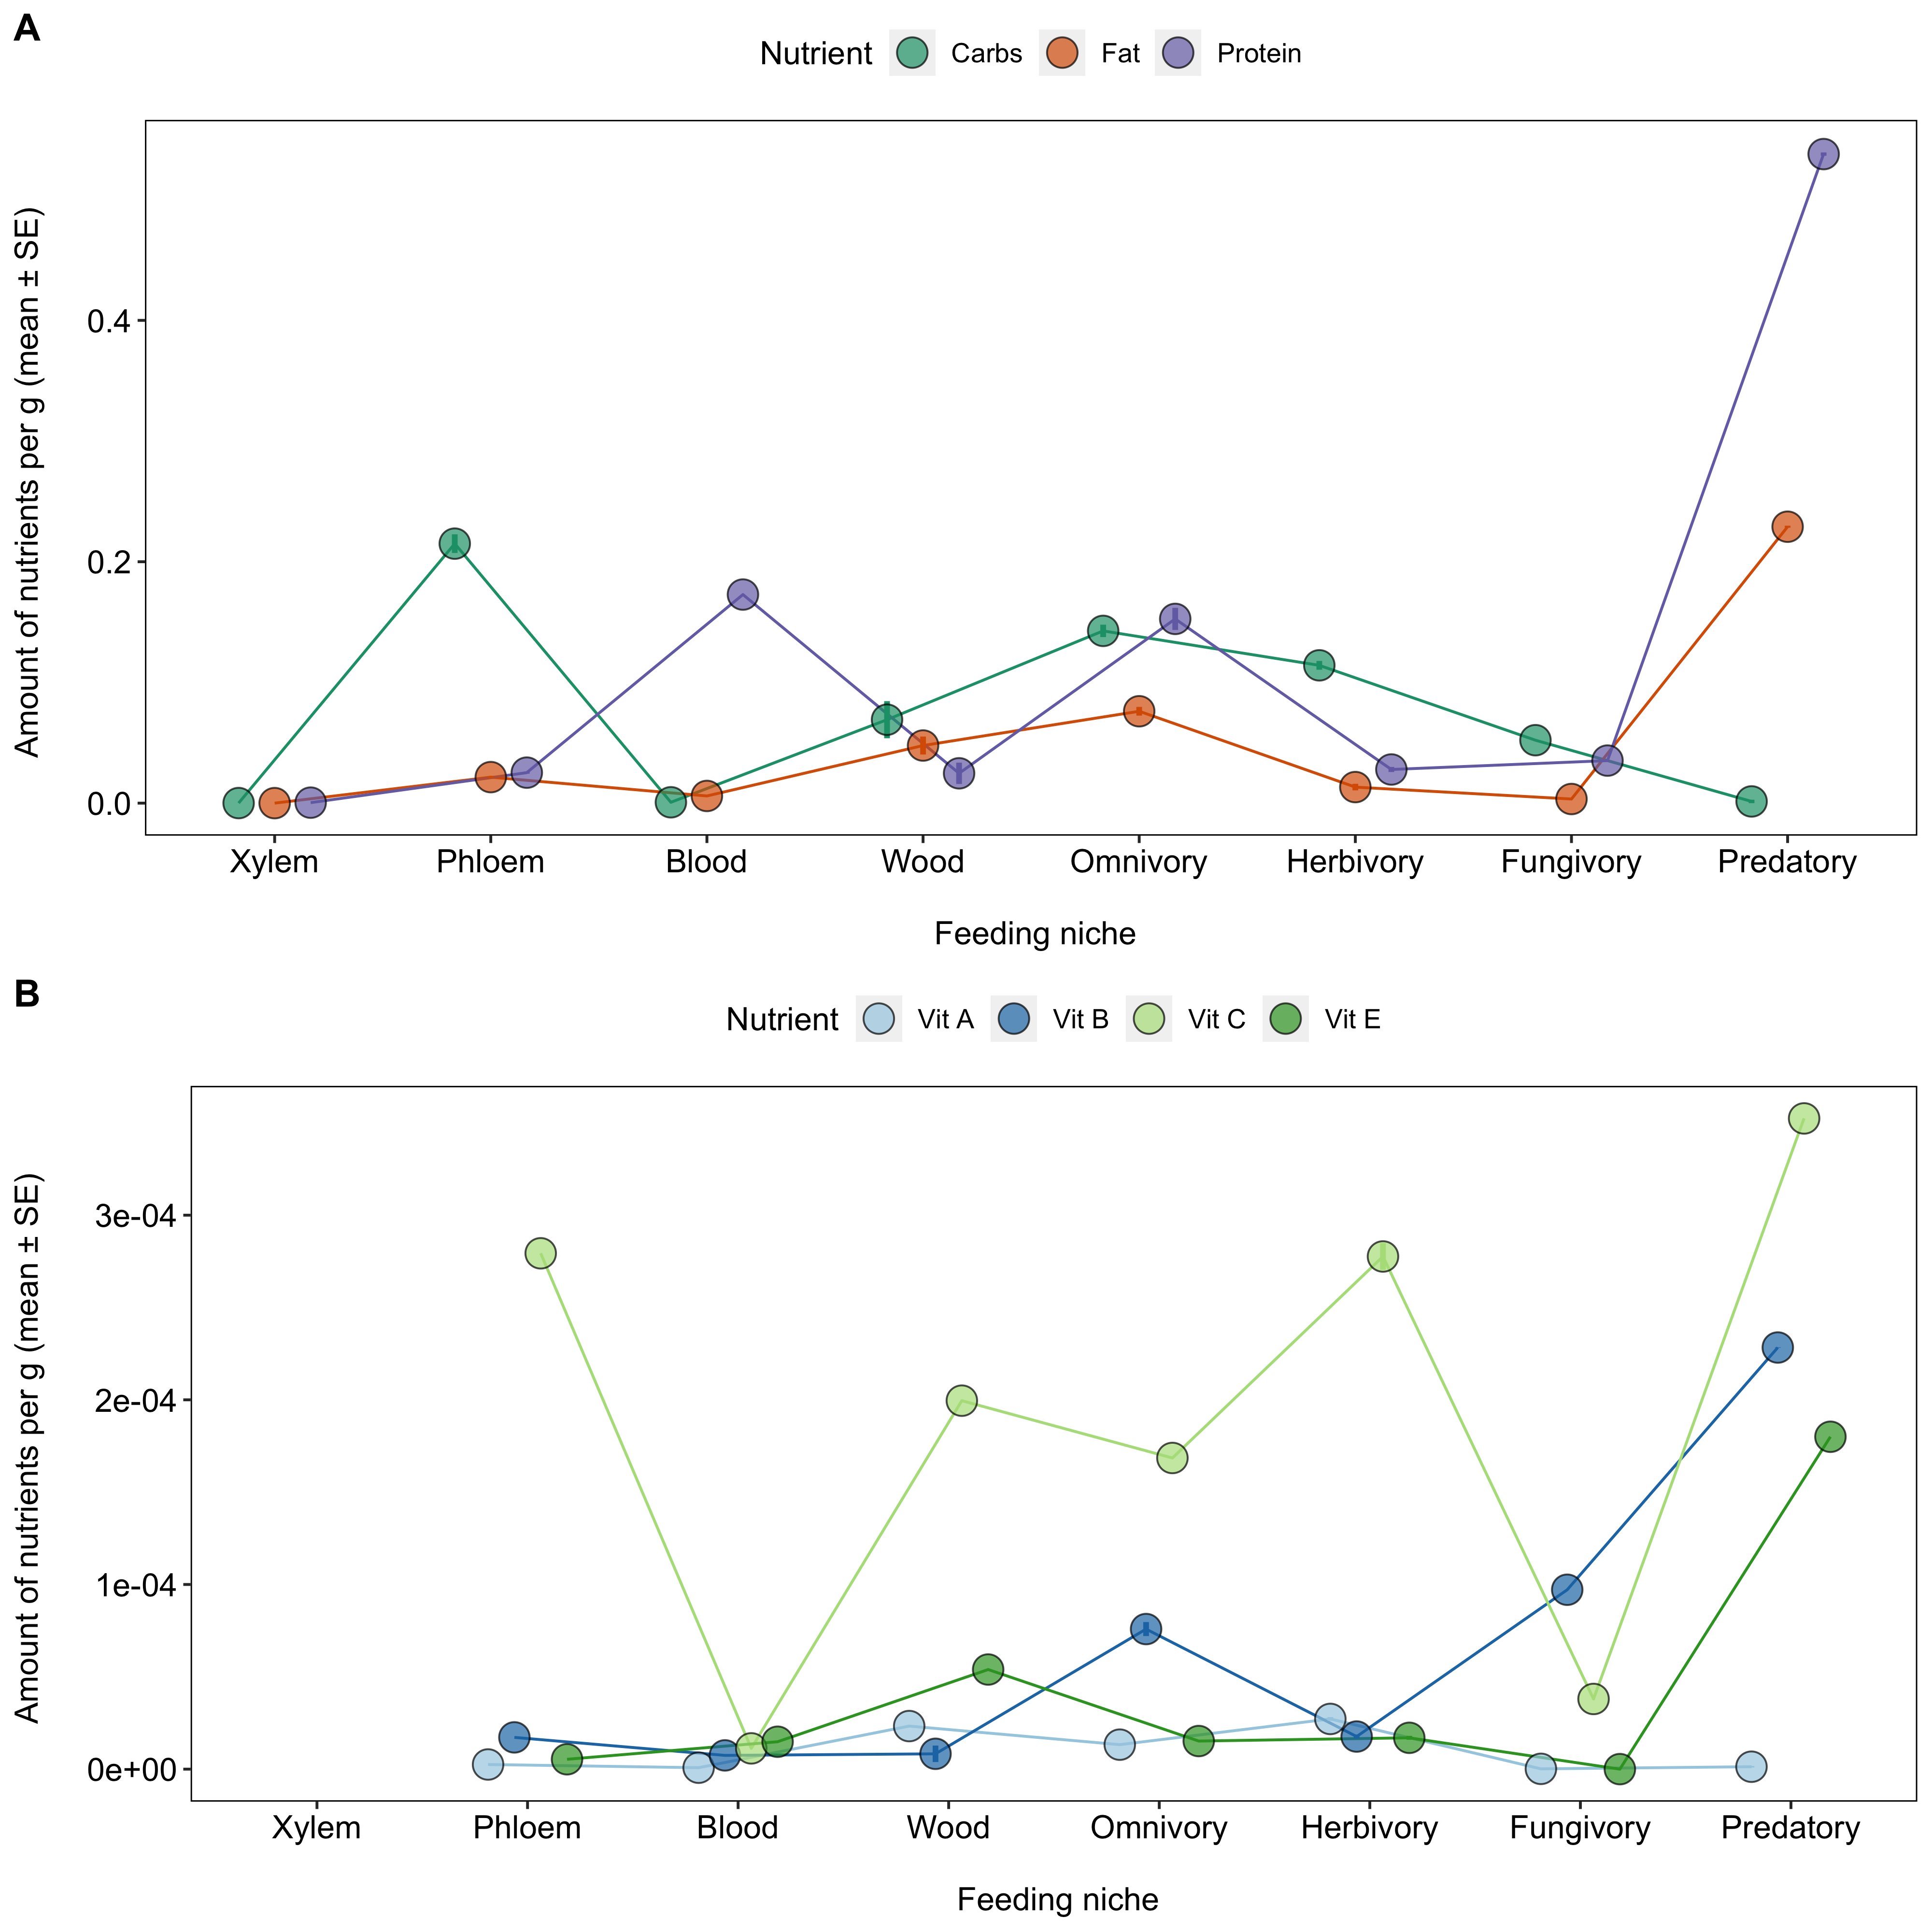 A
Nutrient Carbs Fat Protein
Amount of nutrients per g (mean ± SE)
0.4
0.2
0.0
Xylem Phloem Blood Wood Omnivory Herbivory Fungivory Predatory
Feeding niche
B
Nutrient Vit A Vit B Vit C Vit E
Amount of nutrients per g (mean ± SE)
3e-04
2e-04
1e-04
0e+00
Xylem Phloem Blood Wood Omnivory Herbivory Fungivory Predatory
Feeding niche